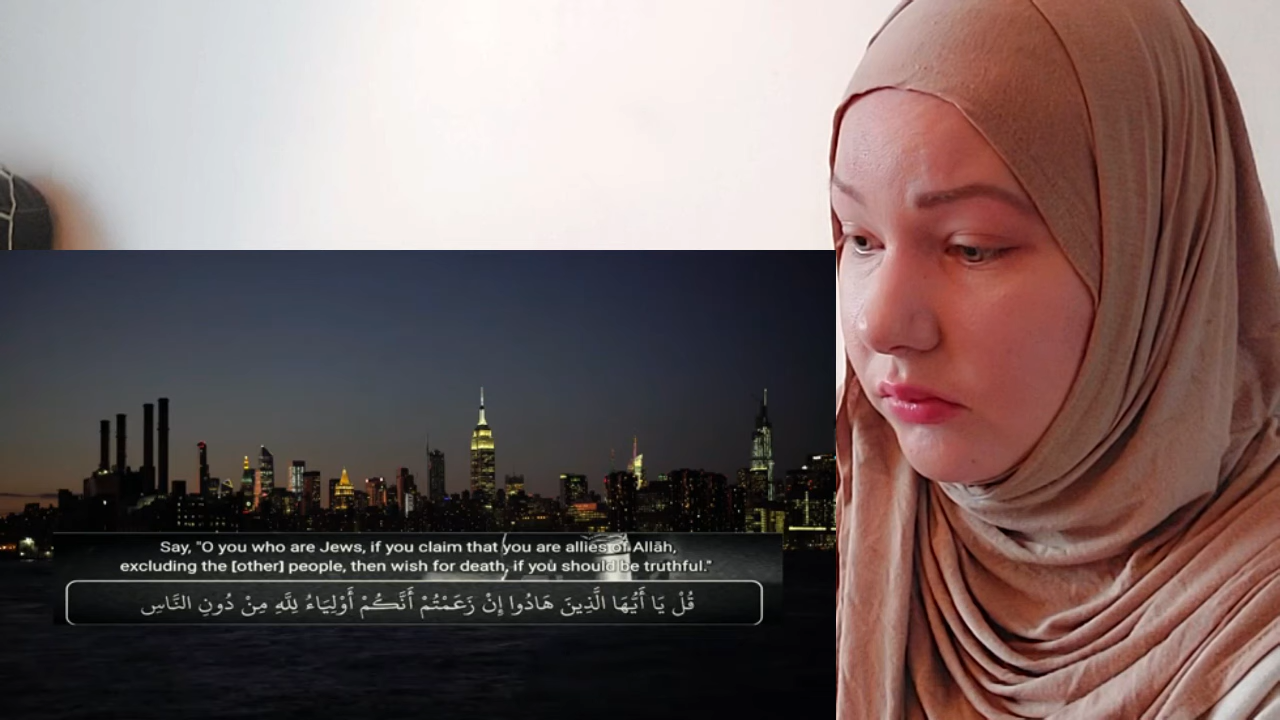 Say, "O you who are Jews, if you claim that you are allies of Allāh,
excluding the [other] people, then wish for death, if you should be truthful."
قُلْ يَا أَيُّهَا الَّذِينَ هَادُوا إِنْ زَعَمْتُمْ أَنَّكُمْ أَوْلِيَاءُ لِلَّهِ مِنْ دُونِ النَّاسِ